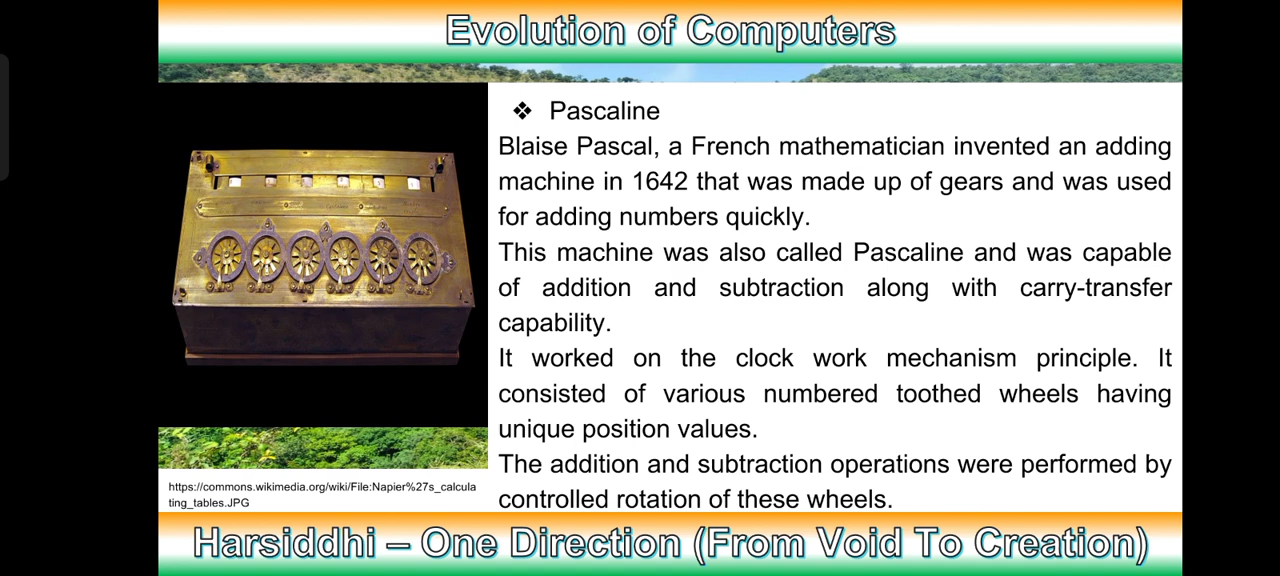 Evolution of Computers
❖ Pascaline
Blaise Pascal, a French mathematician invented an adding
machine in 1642 that was made up of gears and was used
for adding numbers quickly.
This machine was also called Pascaline and was capable
of addition and subtraction along with carry-transfer
capability.
It worked on the clock work mechanism principle. It
consisted of various numbered toothed wheels having
unique position values.
The addition and subtraction operations were performed by
controlled rotation of these wheels.
https://commons.wikimedia.org/wiki/File:Napier%27s_calcula
ting_tables.JPG
Harsiddhi – One Direction (From Void To Creation)